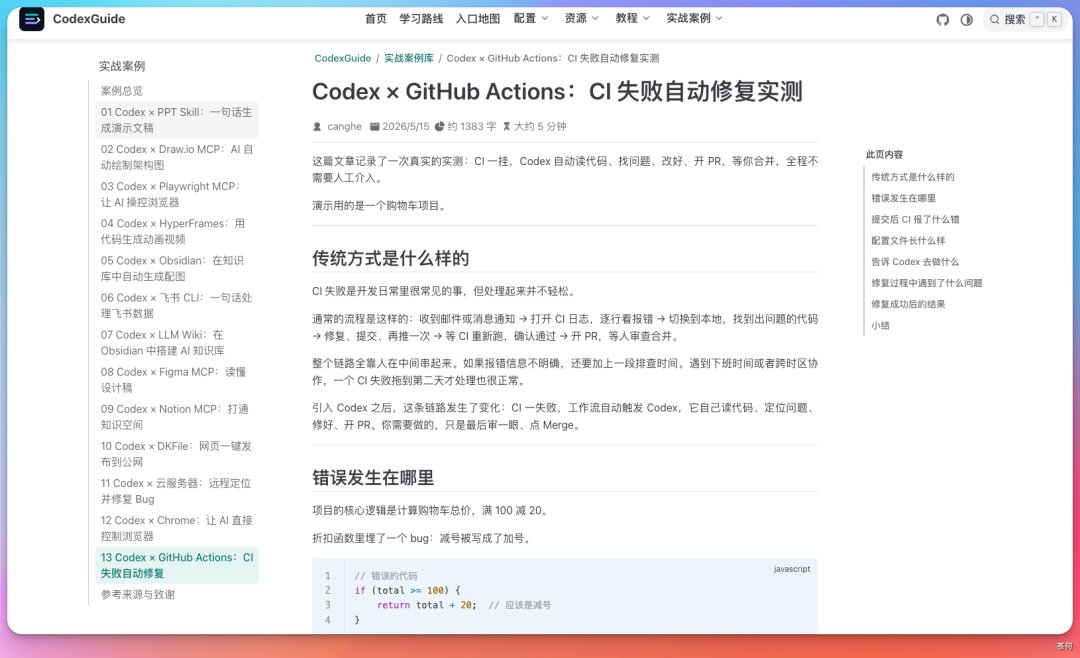 CodexGuide
首页 学习路线 入口地图 配置 资源 教程 实战案例
搜索 ^ K
实战案例
案例总览
01 Codex × PPT Skill：一句话生
成演示文稿
02 Codex × Draw.io MCP：AI 自
动绘制架构图
03 Codex × Playwright MCP：
让 AI 操控浏览器
04 Codex × HyperFrames：用
代码生成动画视频
05 Codex × Obsidian：在知识
库中自动生成配图
06 Codex × 飞书 CLI：一句话处
理飞书数据
07 Codex × LLM Wiki：在
Obsidian 中搭建 AI 知识库
08 Codex × Figma MCP：读懂
设计稿
09 Codex × Notion MCP：打通
知识空间
10 Codex × DKFile：网页一键发
布到公网
11 Codex × 云服务器：远程定位
并修复 Bug
12 Codex × Chrome：让 AI 直接
控制浏览器
13 Codex × GitHub Actions：CI
失败自动修复
参考来源与致谢
CodexGuide / 实战案例库 / Codex × GitHub Actions：CI 失败自动修复实测
Codex × GitHub Actions：CI 失败自动修复实测
canghe 2026/5/15 约 1383 字 大约 5 分钟
这篇文章记录了一次真实的实测：CI 一挂，Codex 自动读代码、找问题、改好、开 PR，等你合并，全程不
需要人工介入。
演示用的是一个购物车项目。
传统方式是什么样的
CI 失败是开发日常里很常见的事，但处理起来并不轻松。
通常的流程是这样的：收到邮件或消息通知 → 打开 CI 日志，逐行看报错 → 切换到本地，找到出问题的代码
→ 修复、提交、再推一次 → 等 CI 重新跑，确认通过 → 开 PR，等人审查合并。
整个链路全靠人在中间串起来。如果报错信息不明确，还要加上一段排查时间。遇到下班时间或者跨时区协
作，一个 CI 失败拖到第二天才处理也很正常。
引入 Codex 之后，这条链路发生了变化：CI 一失败，工作流自动触发 Codex，它自己读代码、定位问题、
修好、开 PR。你需要做的，只是最后审一眼、点 Merge。
错误发生在哪里
项目的核心逻辑是计算购物车总价，满 100 减 20。
折扣函数里埋了一个 bug：减号被写成了加号。
javascript
1 // 错误的代码
2 if (total >= 100) {
3 return total + 20; // 应该是减号
4 }
此页内容
传统方式是什么样的
错误发生在哪里
提交后 CI 报了什么错
配置文件长什么样
告诉 Codex 去做什么
修复过程中遇到了什么问题
修复成功后的结果
小结
苍何